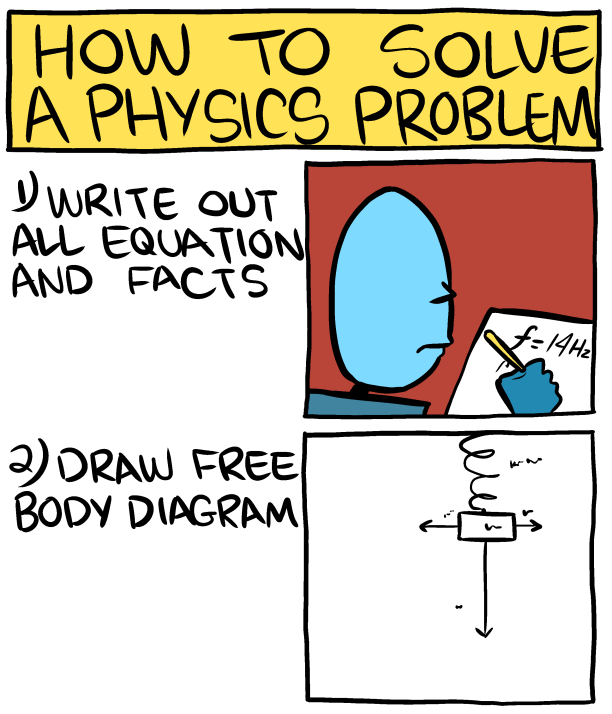 HOW TO SOLVE
A PHYSICS PROBLEM
1) WRITE OUT
ALL EQUATION
AND FACTS
f = 14Hz
2) DRAW FREE
BODY DIAGRAM